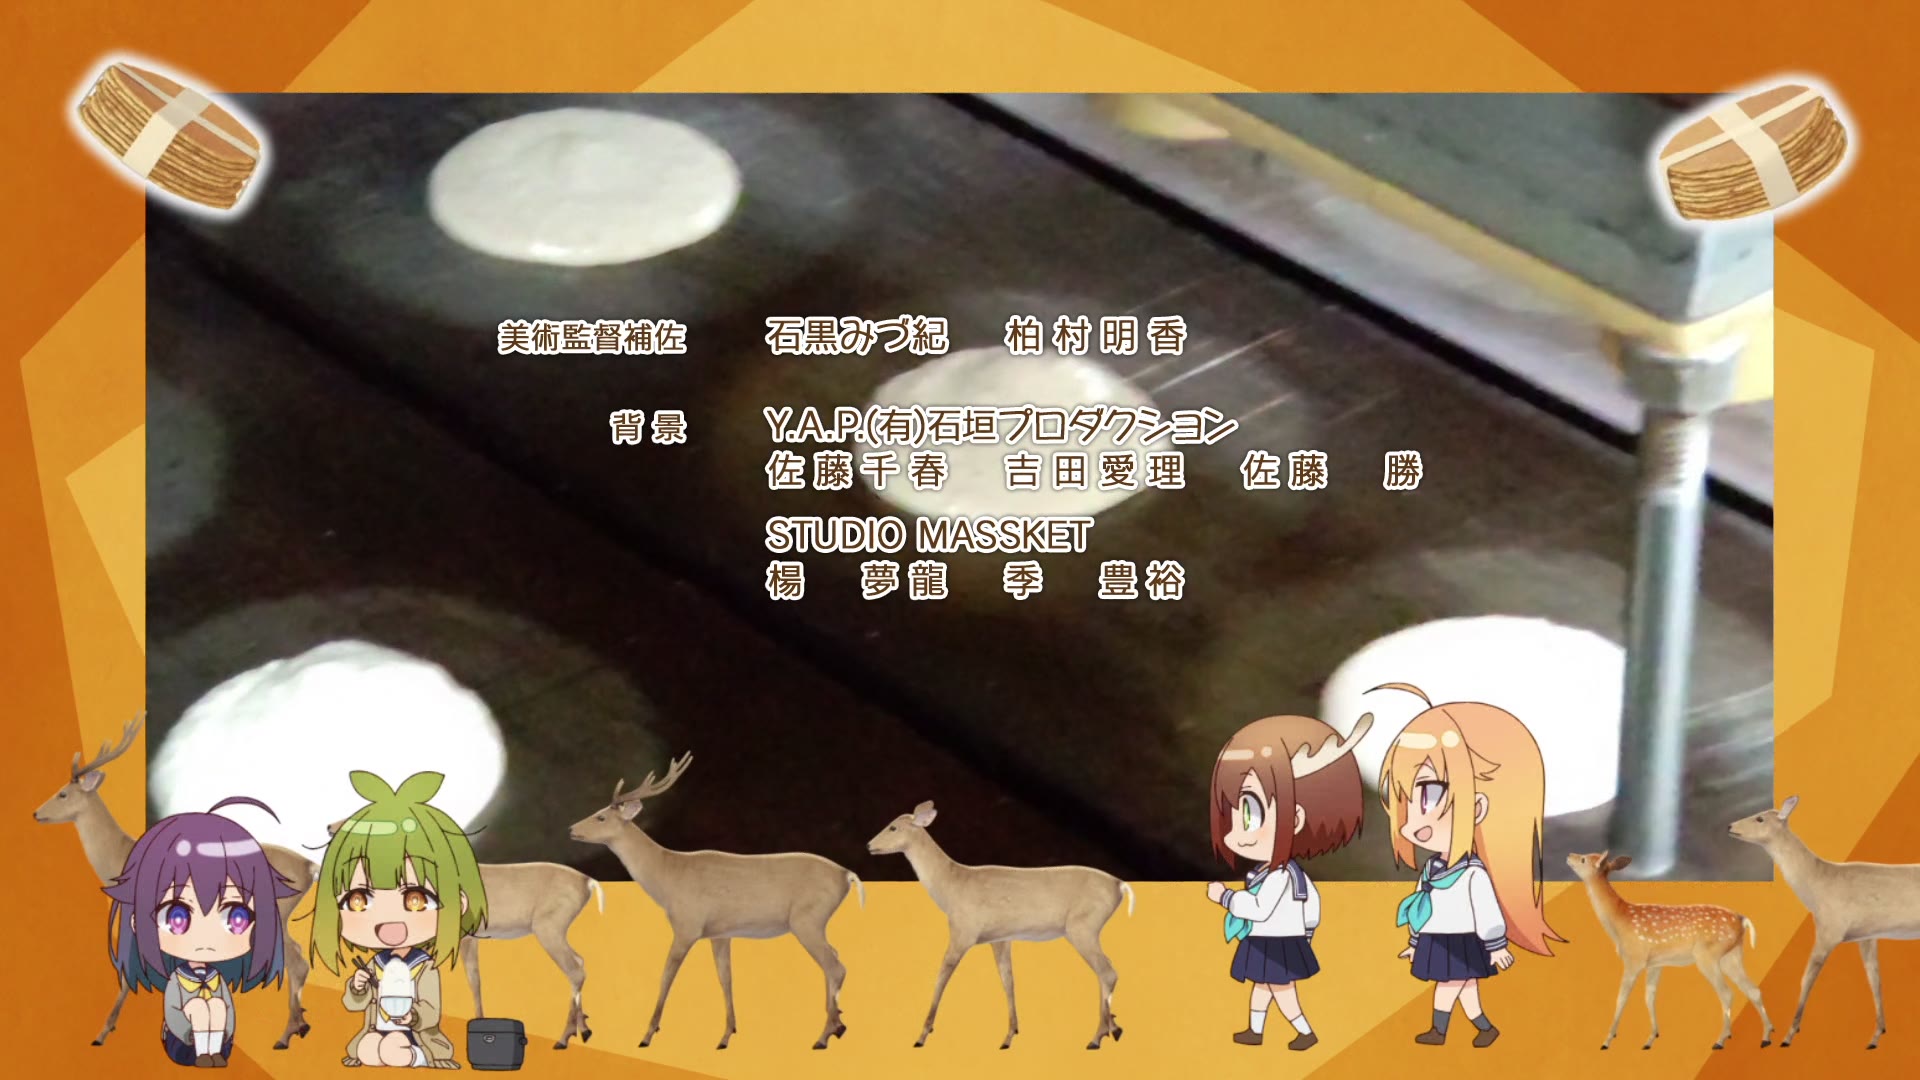 美術監督補佐 石黒みづ紀 柏村明香
背景 Y.A.P.(有)石垣プロダクション
佐藤千春 吉田愛理 佐藤 勝
STUDIO MASSKET
楊 夢龍 季 豊裕